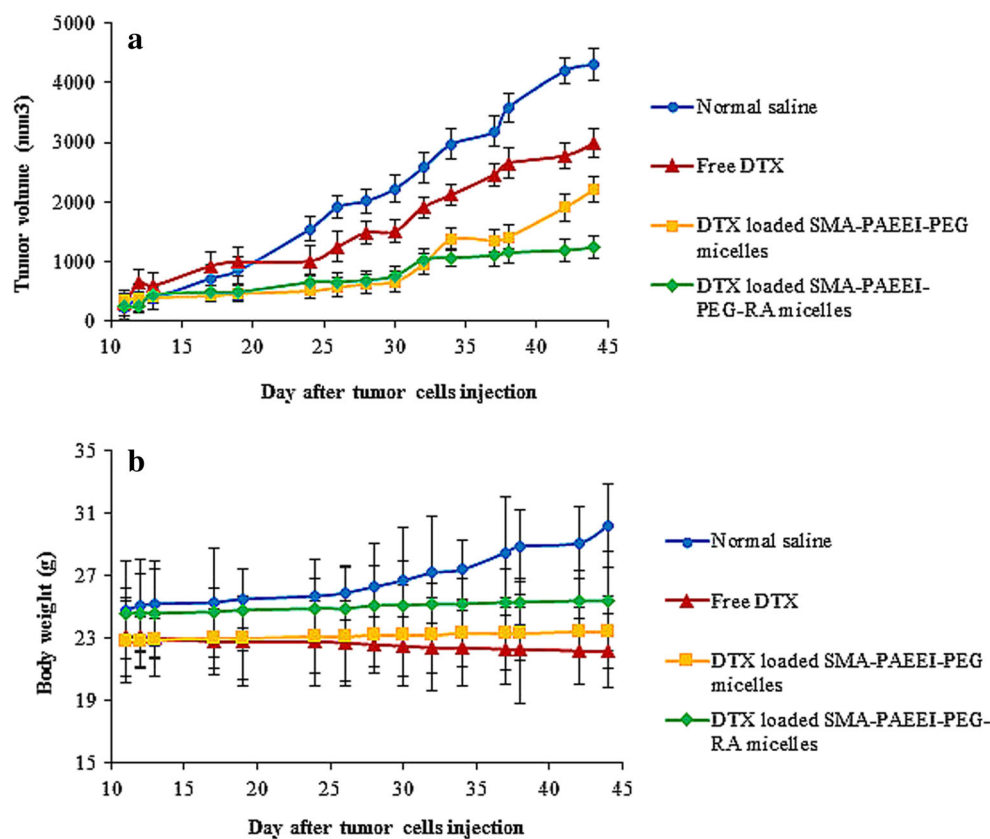 a
5000
4000
3000
2000
1000
0
Tumor volume (mm3)
10 15 20 25 30 35 40 45
Day after tumor cells injection
Normal saline
Free DTX
DTX loaded SMA-PAEEI-PEG
micelles
DTX loaded SMA-PAEEI-
PEG-RA micelles
b
35
31
27
23
19
15
Body weight (g)
10 15 20 25 30 35 40 45
Day after tumor cells injection
Normal saline
Free DTX
DTX loaded SMA-PAEEI-PEG
micelles
DTX loaded SMA-PAEEI-PEG-
RA micelles